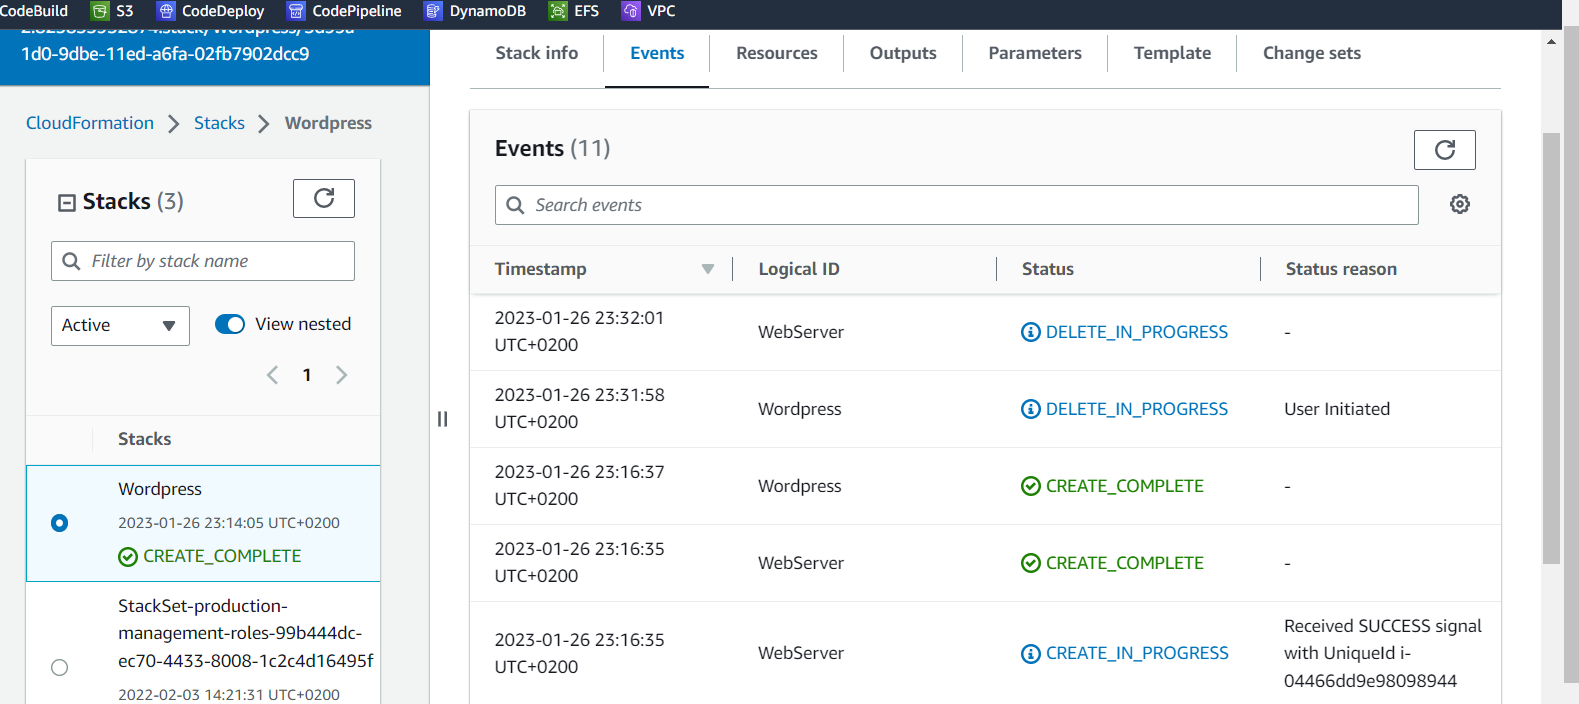 CodeBuild S3 CodeDeploy CodePipeline DynamoDB EFS VPC
1d0-9dbe-11ed-a6fa-02fb7902dcc9
CloudFormation Stacks Wordpress
Stacks (3)
Filter by stack name
Active View nested
1
Stacks
Wordpress
2023-01-26 23:14:05 UTC+0200
CREATE_COMPLETE
StackSet-production-
management-roles-99b444dc-
ec70-4433-8008-1c2c4d16495f
2022-02-03 14:21:31 UTC+0200
Stack info Events Resources Outputs Parameters Template Change sets
Events (11)
Search events
Timestamp Logical ID Status Status reason
2023-01-26 23:32:01
UTC+0200
WebServer DELETE_IN_PROGRESS -
2023-01-26 23:31:58
UTC+0200
Wordpress DELETE_IN_PROGRESS User Initiated
2023-01-26 23:16:37
UTC+0200
Wordpress CREATE_COMPLETE -
2023-01-26 23:16:35
UTC+0200
WebServer CREATE_COMPLETE -
2023-01-26 23:16:35
UTC+0200
WebServer CREATE_IN_PROGRESS
Received SUCCESS signal
with UniqueId i-
04466dd9e98098944